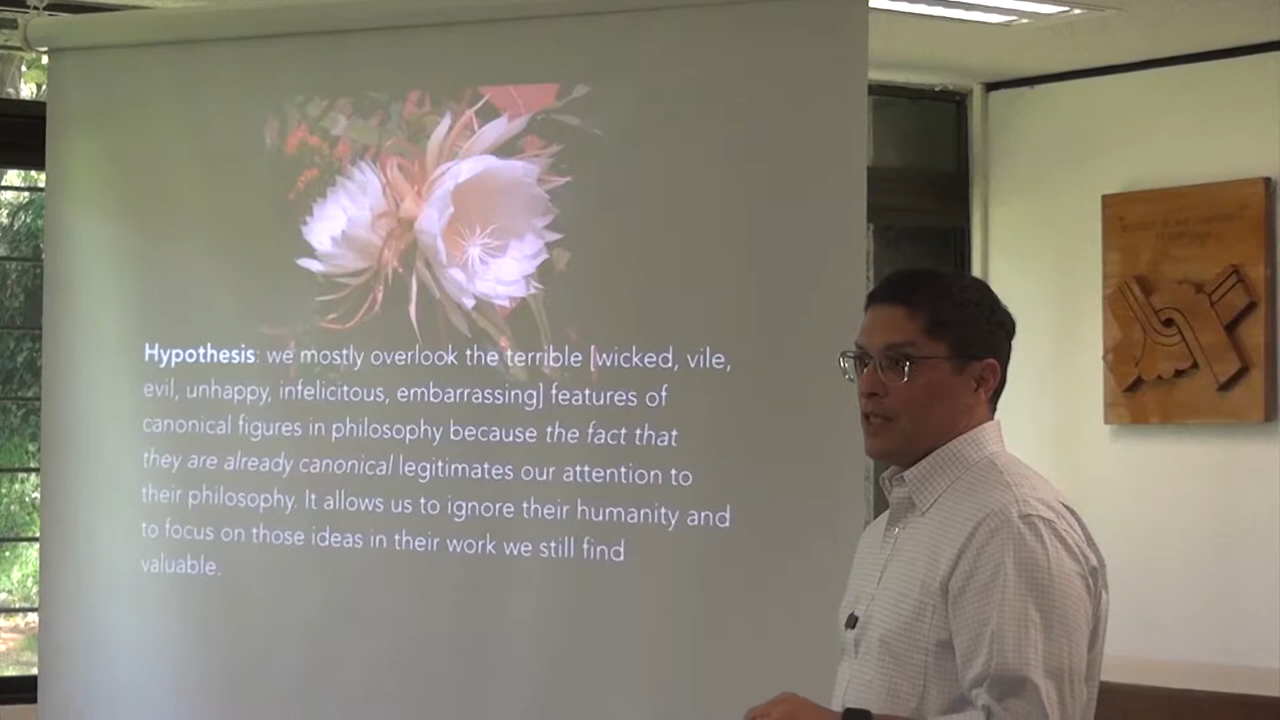 Hypothesis: we mostly overlook the terrible [wicked, vile,
evil, unhappy, infelicitous, embarrassing] features of
canonical figures in philosophy because the fact that
they are already canonical legitimates our attention to
their philosophy. It allows us to ignore their humanity and
to focus on those ideas in their work we still find
valuable.